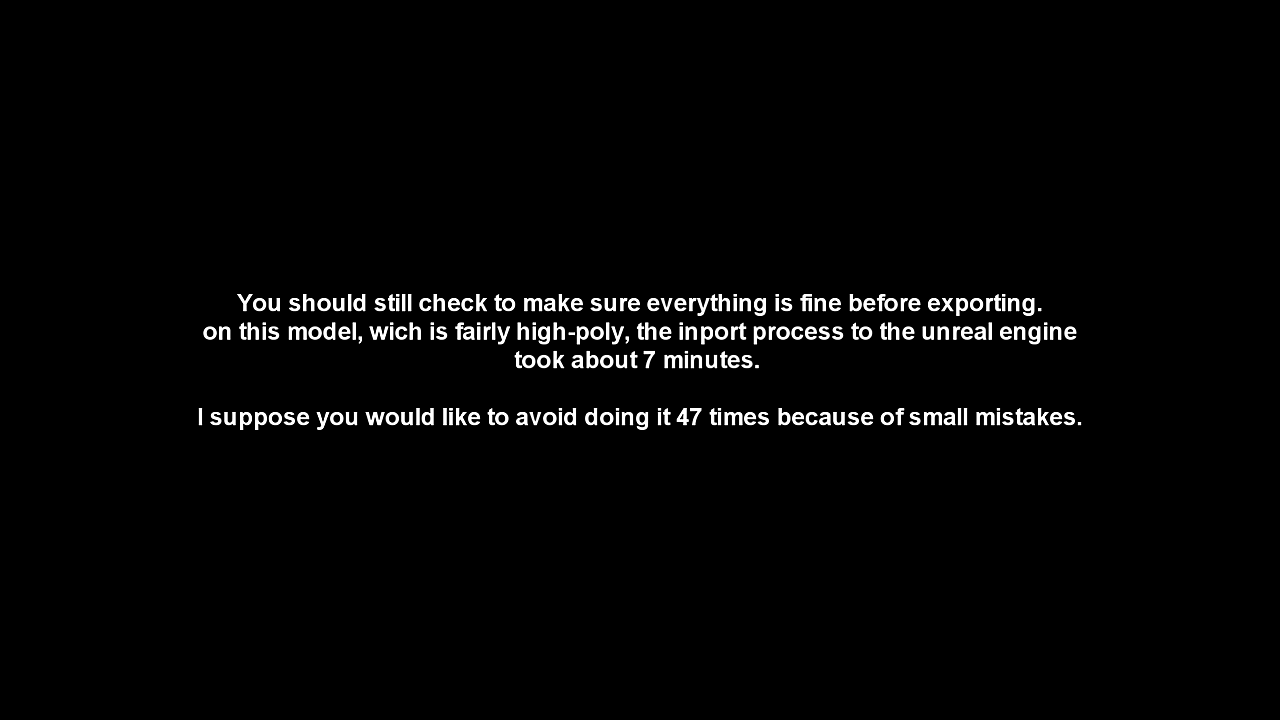 You should still check to make sure everything is fine before exporting.
on this model, wich is fairly high-poly, the inport process to the unreal engine
took about 7 minutes.
I suppose you would like to avoid doing it 47 times because of small mistakes.